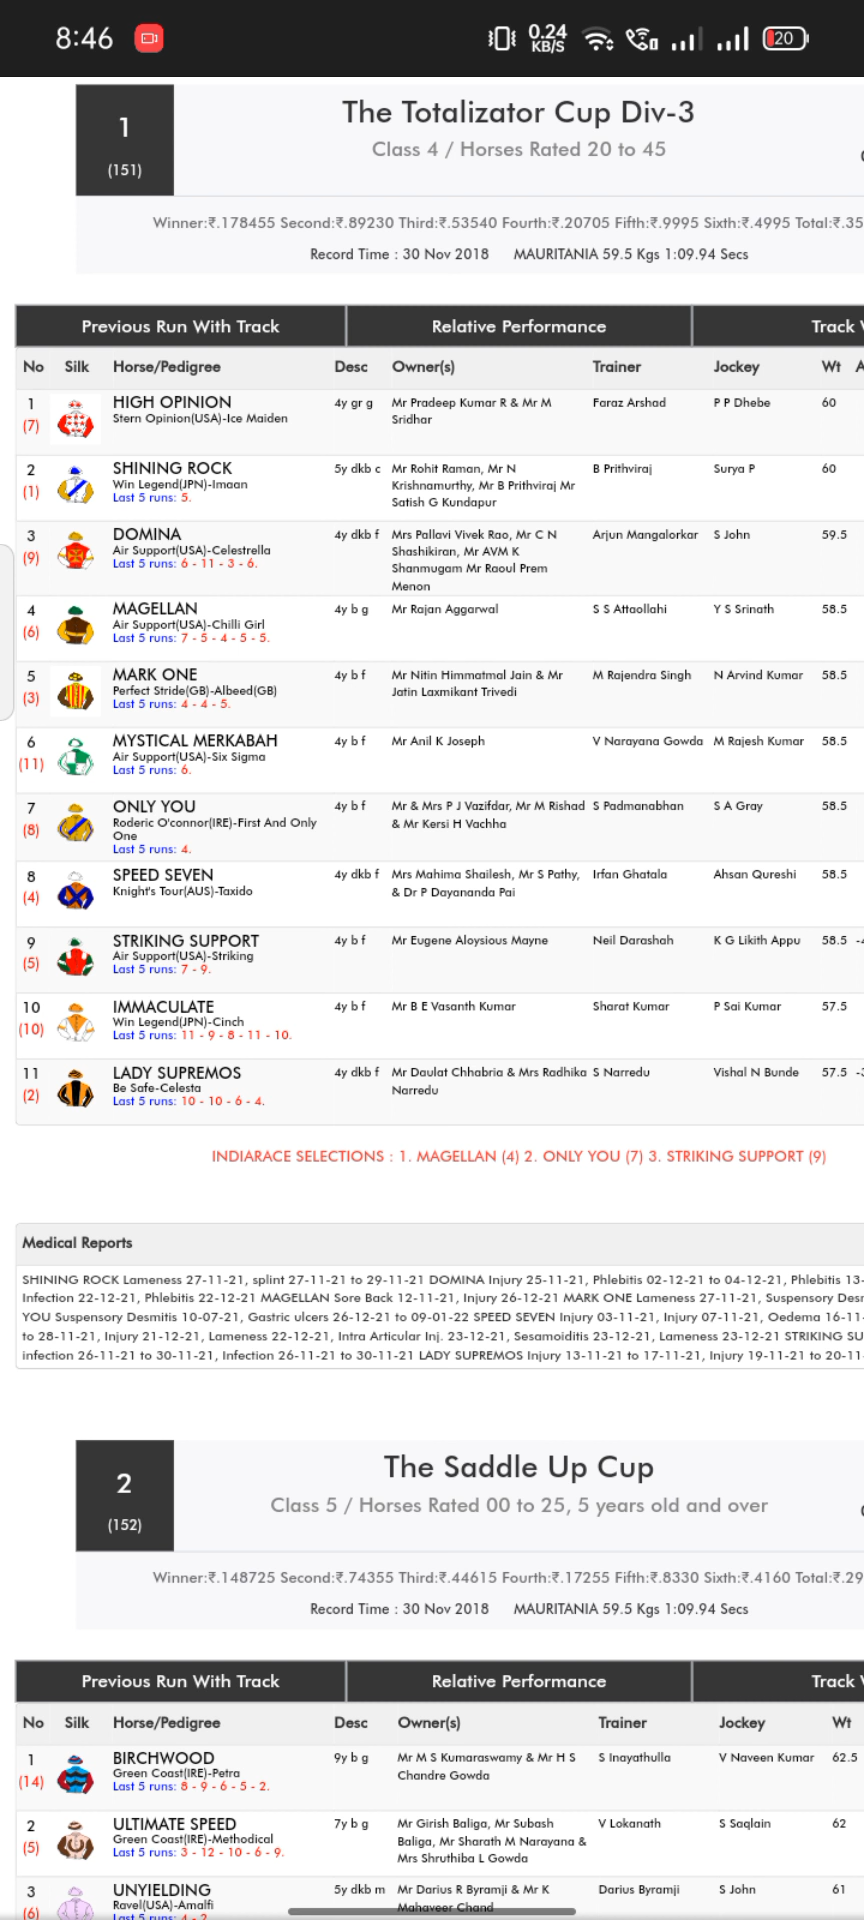 8:46 0.24 KB/S 20
1
(151)
The Totalizator Cup Div-3
Class 4 / Horses Rated 20 to 45
Winner:₹.178455 Second:₹.89230 Third:₹.53540 Fourth:₹.20705 Fifth:₹.9995 Sixth:₹.4995 Total:₹.35
Record Time : 30 Nov 2018 MAURITANIA 59.5 Kgs 1:09.94 Secs
Previous Run With Track Relative Performance Track
No Silk Horse/Pedigree Desc Owner(s) Trainer Jockey Wt A
1 HIGH OPINION 4y gr g Mr Pradeep Kumar R & Mr M Faraz Arshad P P Dhebe 60
(7) Stern Opinion(USA)-Ice Maiden Sridhar
2 SHINING ROCK 5y dkb c Mr Rohit Raman, Mr N B Prithviraj Surya P 60
(1) Win Legend(JPN)-Imaan Krishnamurthy, Mr B Prithviraj Mr
Last 5 runs: 5. Satish G Kundapur
3 DOMINA 4y dkb f Mrs Pallavi Vivek Rao, Mr C N Arjun Mangalorkar S John 59.5
(9) Air Support(USA)-Celestrella Shashikiran, Mr AVM K
Last 5 runs: 6 - 11 - 3 - 6. Shanmugam Mr Raoul Prem
Menon
4 MAGELLAN 4y b g Mr Rajan Aggarwal S S Attaollahi Y S Srinath 58.5
(6) Air Support(USA)-Chilli Girl
Last 5 runs: 7 - 5 - 4 - 5 - 5.
5 MARK ONE 4y b f Mr Nitin Himmatmal Jain & Mr M Rajendra Singh N Arvind Kumar 58.5
(3) Perfect Stride(GB)-Albeed(GB) Jatin Laxmikant Trivedi
Last 5 runs: 4 - 4 - 5.
6 MYSTICAL MERKABAH 4y b f Mr Anil K Joseph V Narayana Gowda M Rajesh Kumar 58.5
(11) Air Support(USA)-Six Sigma
Last 5 runs: 6.
7 ONLY YOU 4y b f Mr & Mrs P J Vazifdar, Mr M Rishad S Padmanabhan S A Gray 58.5
(8) Roderic O'connor(IRE)-First And Only & Mr Kersi H Vachha
One
Last 5 runs: 4.
8 SPEED SEVEN 4y dkb f Mrs Mahima Shailesh, Mr S Pathy, Irfan Ghatala Ahsan Qureshi 58.5
(4) Knight's Tour(AUS)-Taxido & Dr P Dayananda Pai
9 STRIKING SUPPORT 4y b f Mr Eugene Aloysious Mayne Neil Darashah K G Likith Appu 58.5
(5) Air Support(USA)-Striking
Last 5 runs: 7 - 9.
10 IMMACULATE 4y b f Mr B E Vasanth Kumar Sharat Kumar P Sai Kumar 57.5
(10) Win Legend(JPN)-Cinch
Last 5 runs: 11 - 9 - 8 - 11 - 10.
11 LADY SUPREMOS 4y dkb f Mr Daulat Chhabria & Mrs Radhika S Narredu Vishal N Bunde 57.5
(2) Be Safe-Celesta Narredu
Last 5 runs: 10 - 10 - 6 - 4.
INDIARACE SELECTIONS : 1. MAGELLAN (4) 2. ONLY YOU (7) 3. STRIKING SUPPORT (9)
Medical Reports
SHINING ROCK Lameness 27-11-21, splint 27-11-21 to 29-11-21 DOMINA Injury 25-11-21, Phlebitis 02-12-21 to 04-12-21, Phlebitis 13-
Infection 22-12-21, Phlebitis 22-12-21 MAGELLAN Sore Back 12-11-21, Injury 26-12-21 MARK ONE Lameness 27-11-21, Suspensory Desm
YOU Suspensory Desmitis 10-07-21, Gastric ulcers 26-12-21 to 09-01-22 SPEED SEVEN Injury 03-11-21, Injury 07-11-21, Oedema 16-11-
to 28-11-21, Injury 21-12-21, Lameness 22-12-21, Intra Articular Inj. 23-12-21, Sesamoiditis 23-12-21, Lameness 23-12-21 STRIKING SU
infection 26-11-21 to 30-11-21, Infection 26-11-21 to 30-11-21 LADY SUPREMOS Injury 13-11-21 to 17-11-21, Injury 19-11-21 to 20-11-
2
(152)
The Saddle Up Cup
Class 5 / Horses Rated 00 to 25, 5 years old and over
Winner:₹.148725 Second:₹.74355 Third:₹.44615 Fourth:₹.17255 Fifth:₹.8330 Sixth:₹.4160 Total:₹.29
Record Time : 30 Nov 2018 MAURITANIA 59.5 Kgs 1:09.94 Secs
Previous Run With Track Relative Performance Track
No Silk Horse/Pedigree Desc Owner(s) Trainer Jockey Wt
1 BIRCHWOOD 9y b g Mr M S Kumaraswamy & Mr H S S Inayathulla V Naveen Kumar 62.5
(14) Green Coast(IRE)-Petra Chandre Gowda
Last 5 runs: 8 - 9 - 6 - 5 - 2.
2 ULTIMATE SPEED 7y b g Mr Girish Baliga, Mr Subash V Lokanath S Saqlain 62
(5) Green Coast(IRE)-Methodical Baliga, Mr Sharath M Narayana &
Last 5 runs: 3 - 12 - 10 - 6 - 9. Mrs Shruthiba L Gowda
3 UNYIELDING 5y dkb m Mr Darius R Byramji & Mr K Darius Byramji S John 61
(6) Ravel(USA)-Amalfi Mahaveer Chand
Last 5 runs: 4 - 2